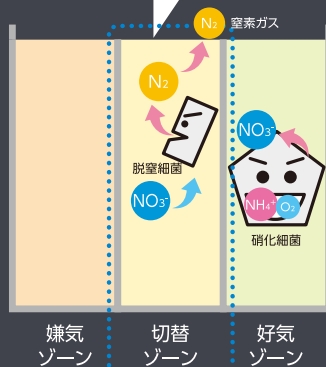 N₂ 窒素ガス
N₂
脱窒細菌
NO₃⁻
NO₃⁻
NH₄⁺ O₂
硝化細菌
嫌気
ゾーン
切替
ゾーン
好気
ゾーン